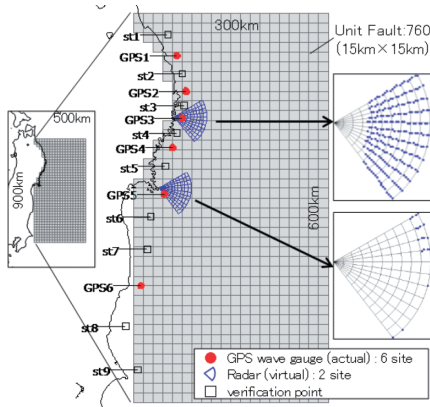 300km
Unit Fault:760
(15km×15km)
st1
GPS1
st2
GPS2
st3
GPS3
st4
GPS4
st5
GPS5
st6
st7
GPS6
st8
st9
500km
900km
600km
GPS wave gauge (actual) : 6 site
Radar (virtual) : 2 site
verification point